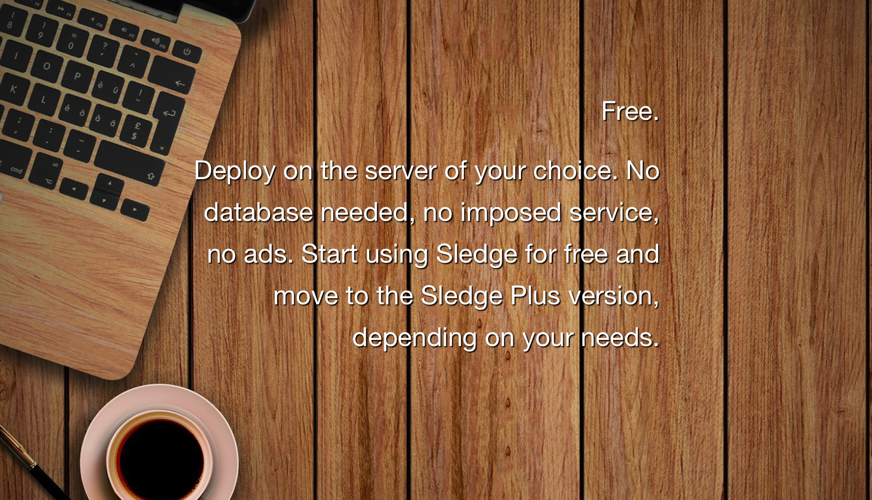 Free.
Deploy on the server of your choice. No
database needed, no imposed service,
no ads. Start using Sledge for free and
move to the Sledge Plus version,
depending on your needs.